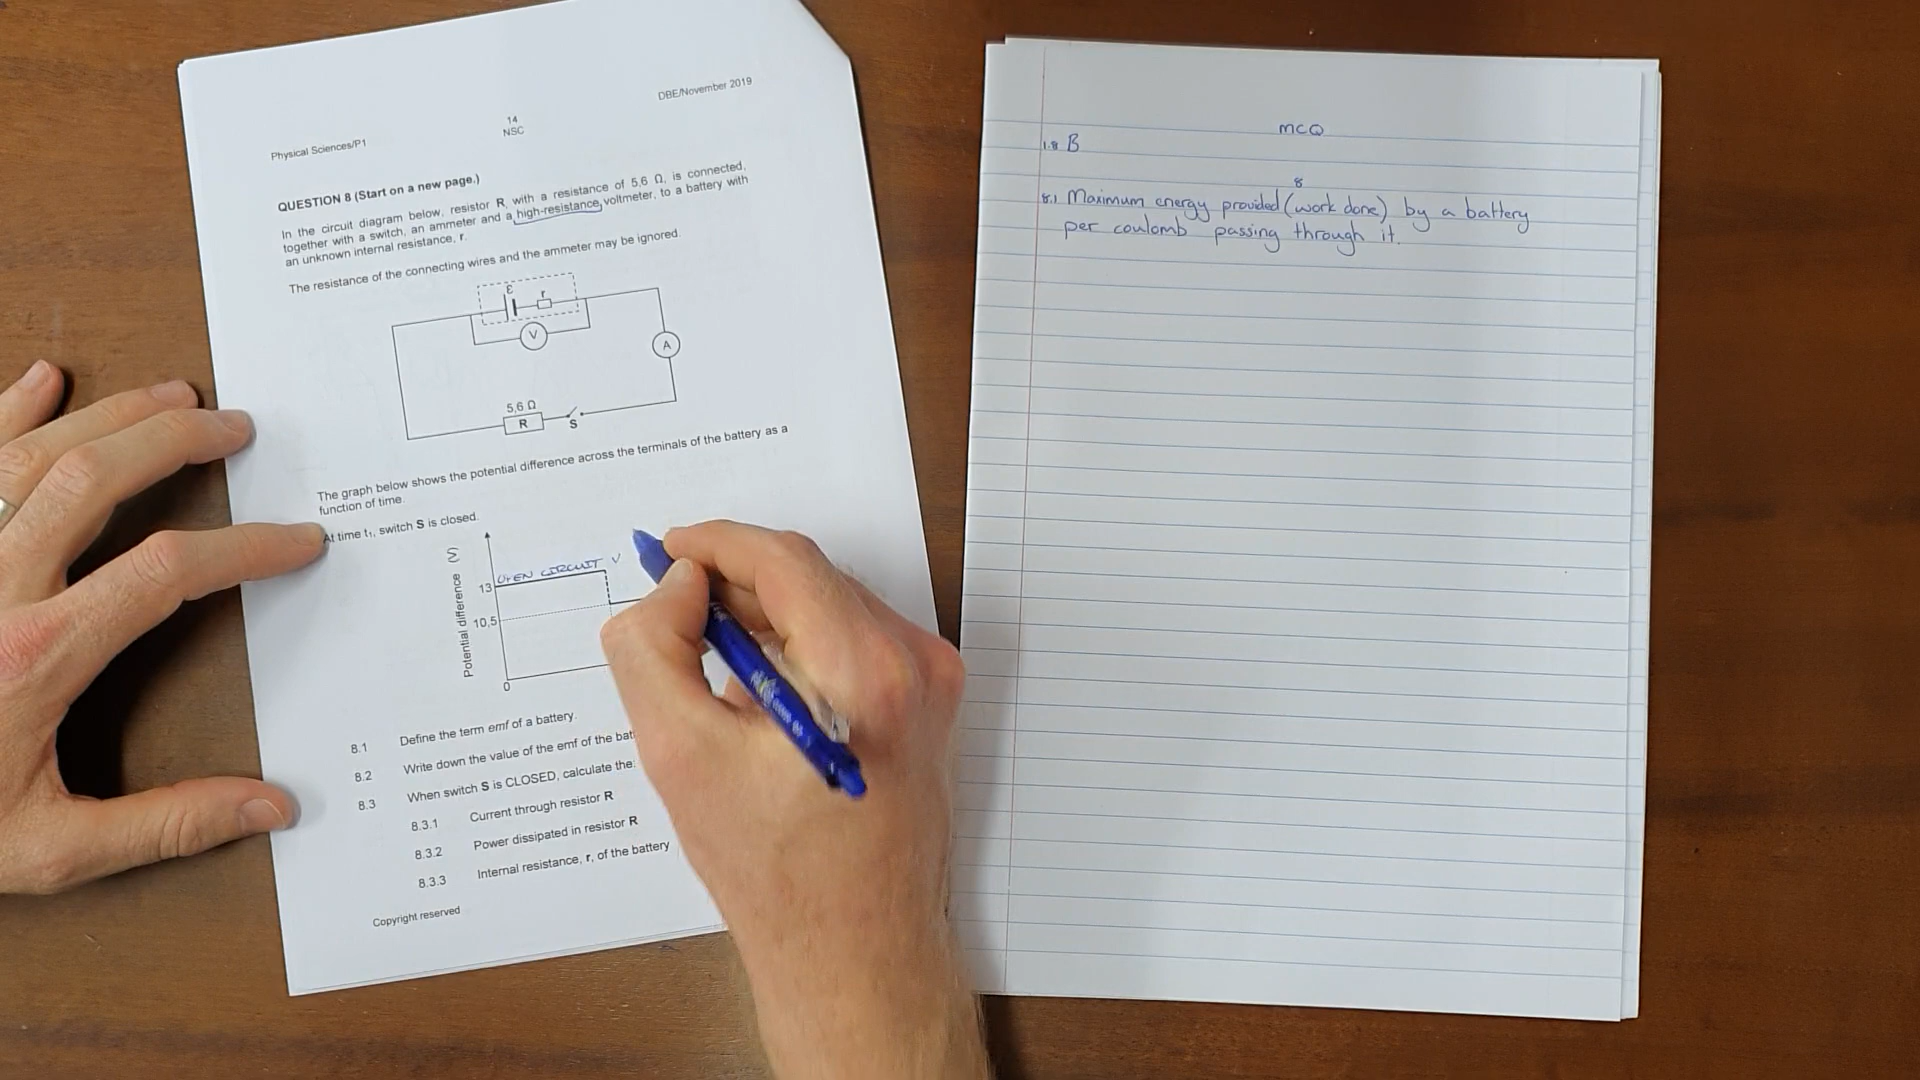 DBE/November 2019
14
NSC
Physical Sciences/P1
QUESTION 8 (Start on a new page.)
In the circuit diagram below, resistor R, with a resistance of 5,6 Ω, is connected,
together with a switch, an ammeter and a high-resistance voltmeter, to a battery with
an unknown internal resistance, r.
The resistance of the connecting wires and the ammeter may be ignored.
ε
r
V
A
5,6 Ω
R
S
The graph below shows the potential difference across the terminals of the battery as a
function of time.
At time t₁, switch S is closed.
Potential difference (V)
OPEN CIRCUIT V
13
10,5
0
8.1 Define the term emf of a battery.
8.2 Write down the value of the emf of the
8.3 When switch S is CLOSED, calculate the:
8.3.1 Current through resistor R
8.3.2 Power dissipated in resistor R
8.3.3 Internal resistance, r, of the battery
Copyright reserved
MCQ
1.8 B
8
8.1 Maximum energy provided (work done) by a battery
per coulomb passing through it.